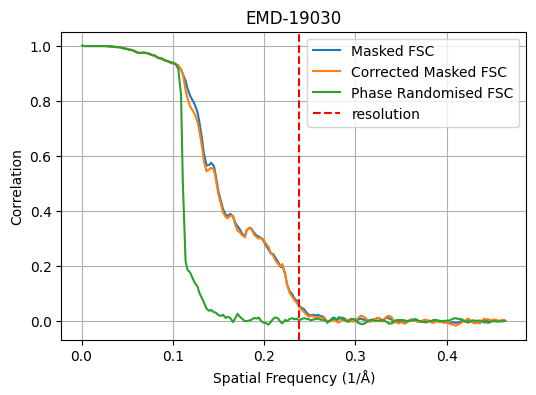 EMD-19030
Masked FSC
Corrected Masked FSC
Phase Randomised FSC
resolution
1.0
0.8
0.6
0.4
0.2
0.0
Correlation
0.0 0.1 0.2 0.3 0.4
Spatial Frequency (1/Å)